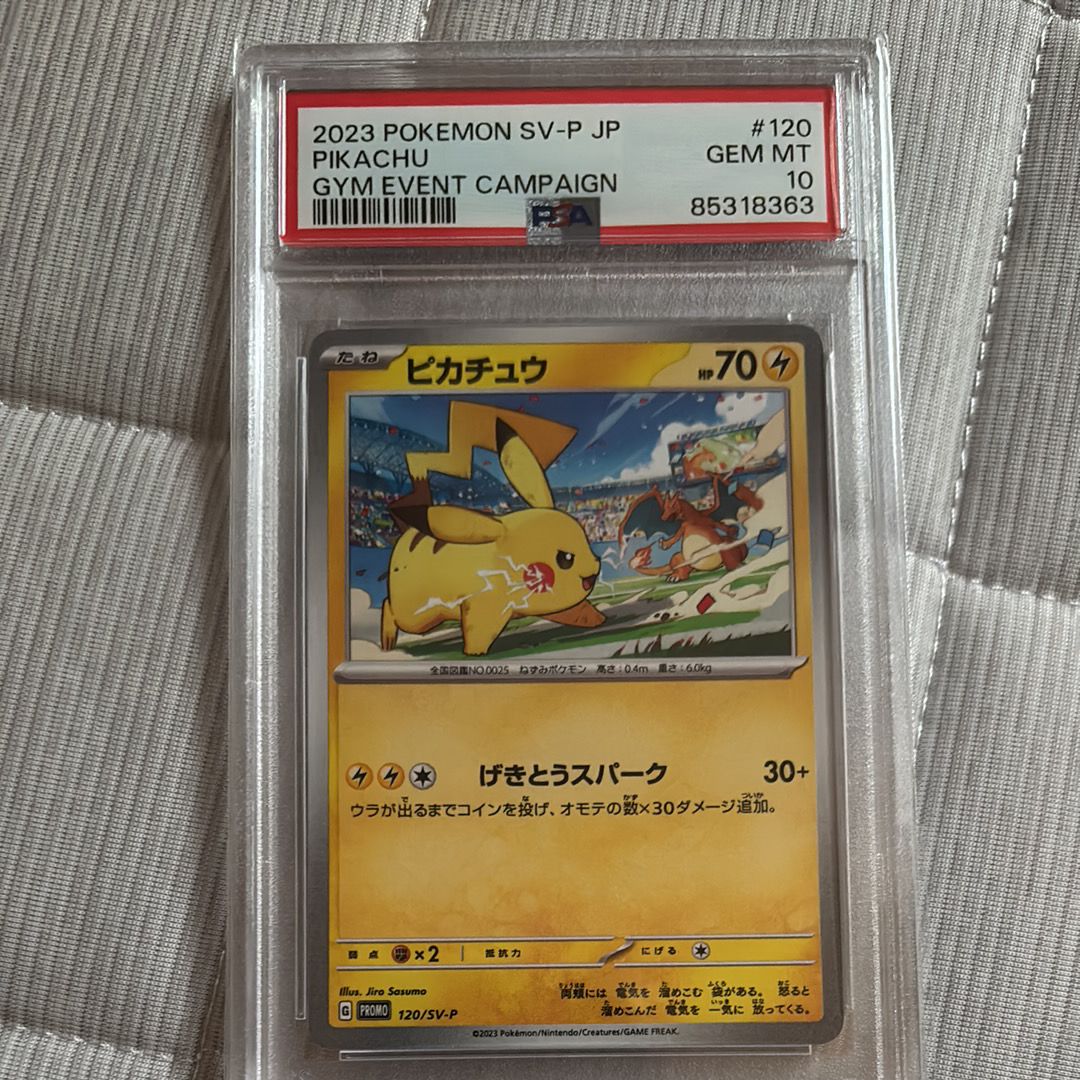 2023 POKEMON SV-P JP #120
PIKACHU GEM MT
GYM EVENT CAMPAIGN 10
PSA 85318363
たね ピカチュウ HP70
全国図鑑NO.0025 ねずみポケモン 高さ:0.4m 重さ:6.0kg
げきとうスパーク 30+
ウラが出るまでコインを投げ、オモテの数×30ダメージ追加。
弱点 ×2 抵抗力 にげる
Illus. Jiro Sasumo
両頬には 電気を 溜めこむ 袋がある。 怒ると
溜めこんだ 電気を 一気に 放ってくる。
G PROMO 120/SV-P
©2023 Pokémon/Nintendo/Creatures/GAME FREAK.